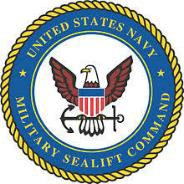 UNITED STATES NAVY
MILITARY SEALIFT COMMAND